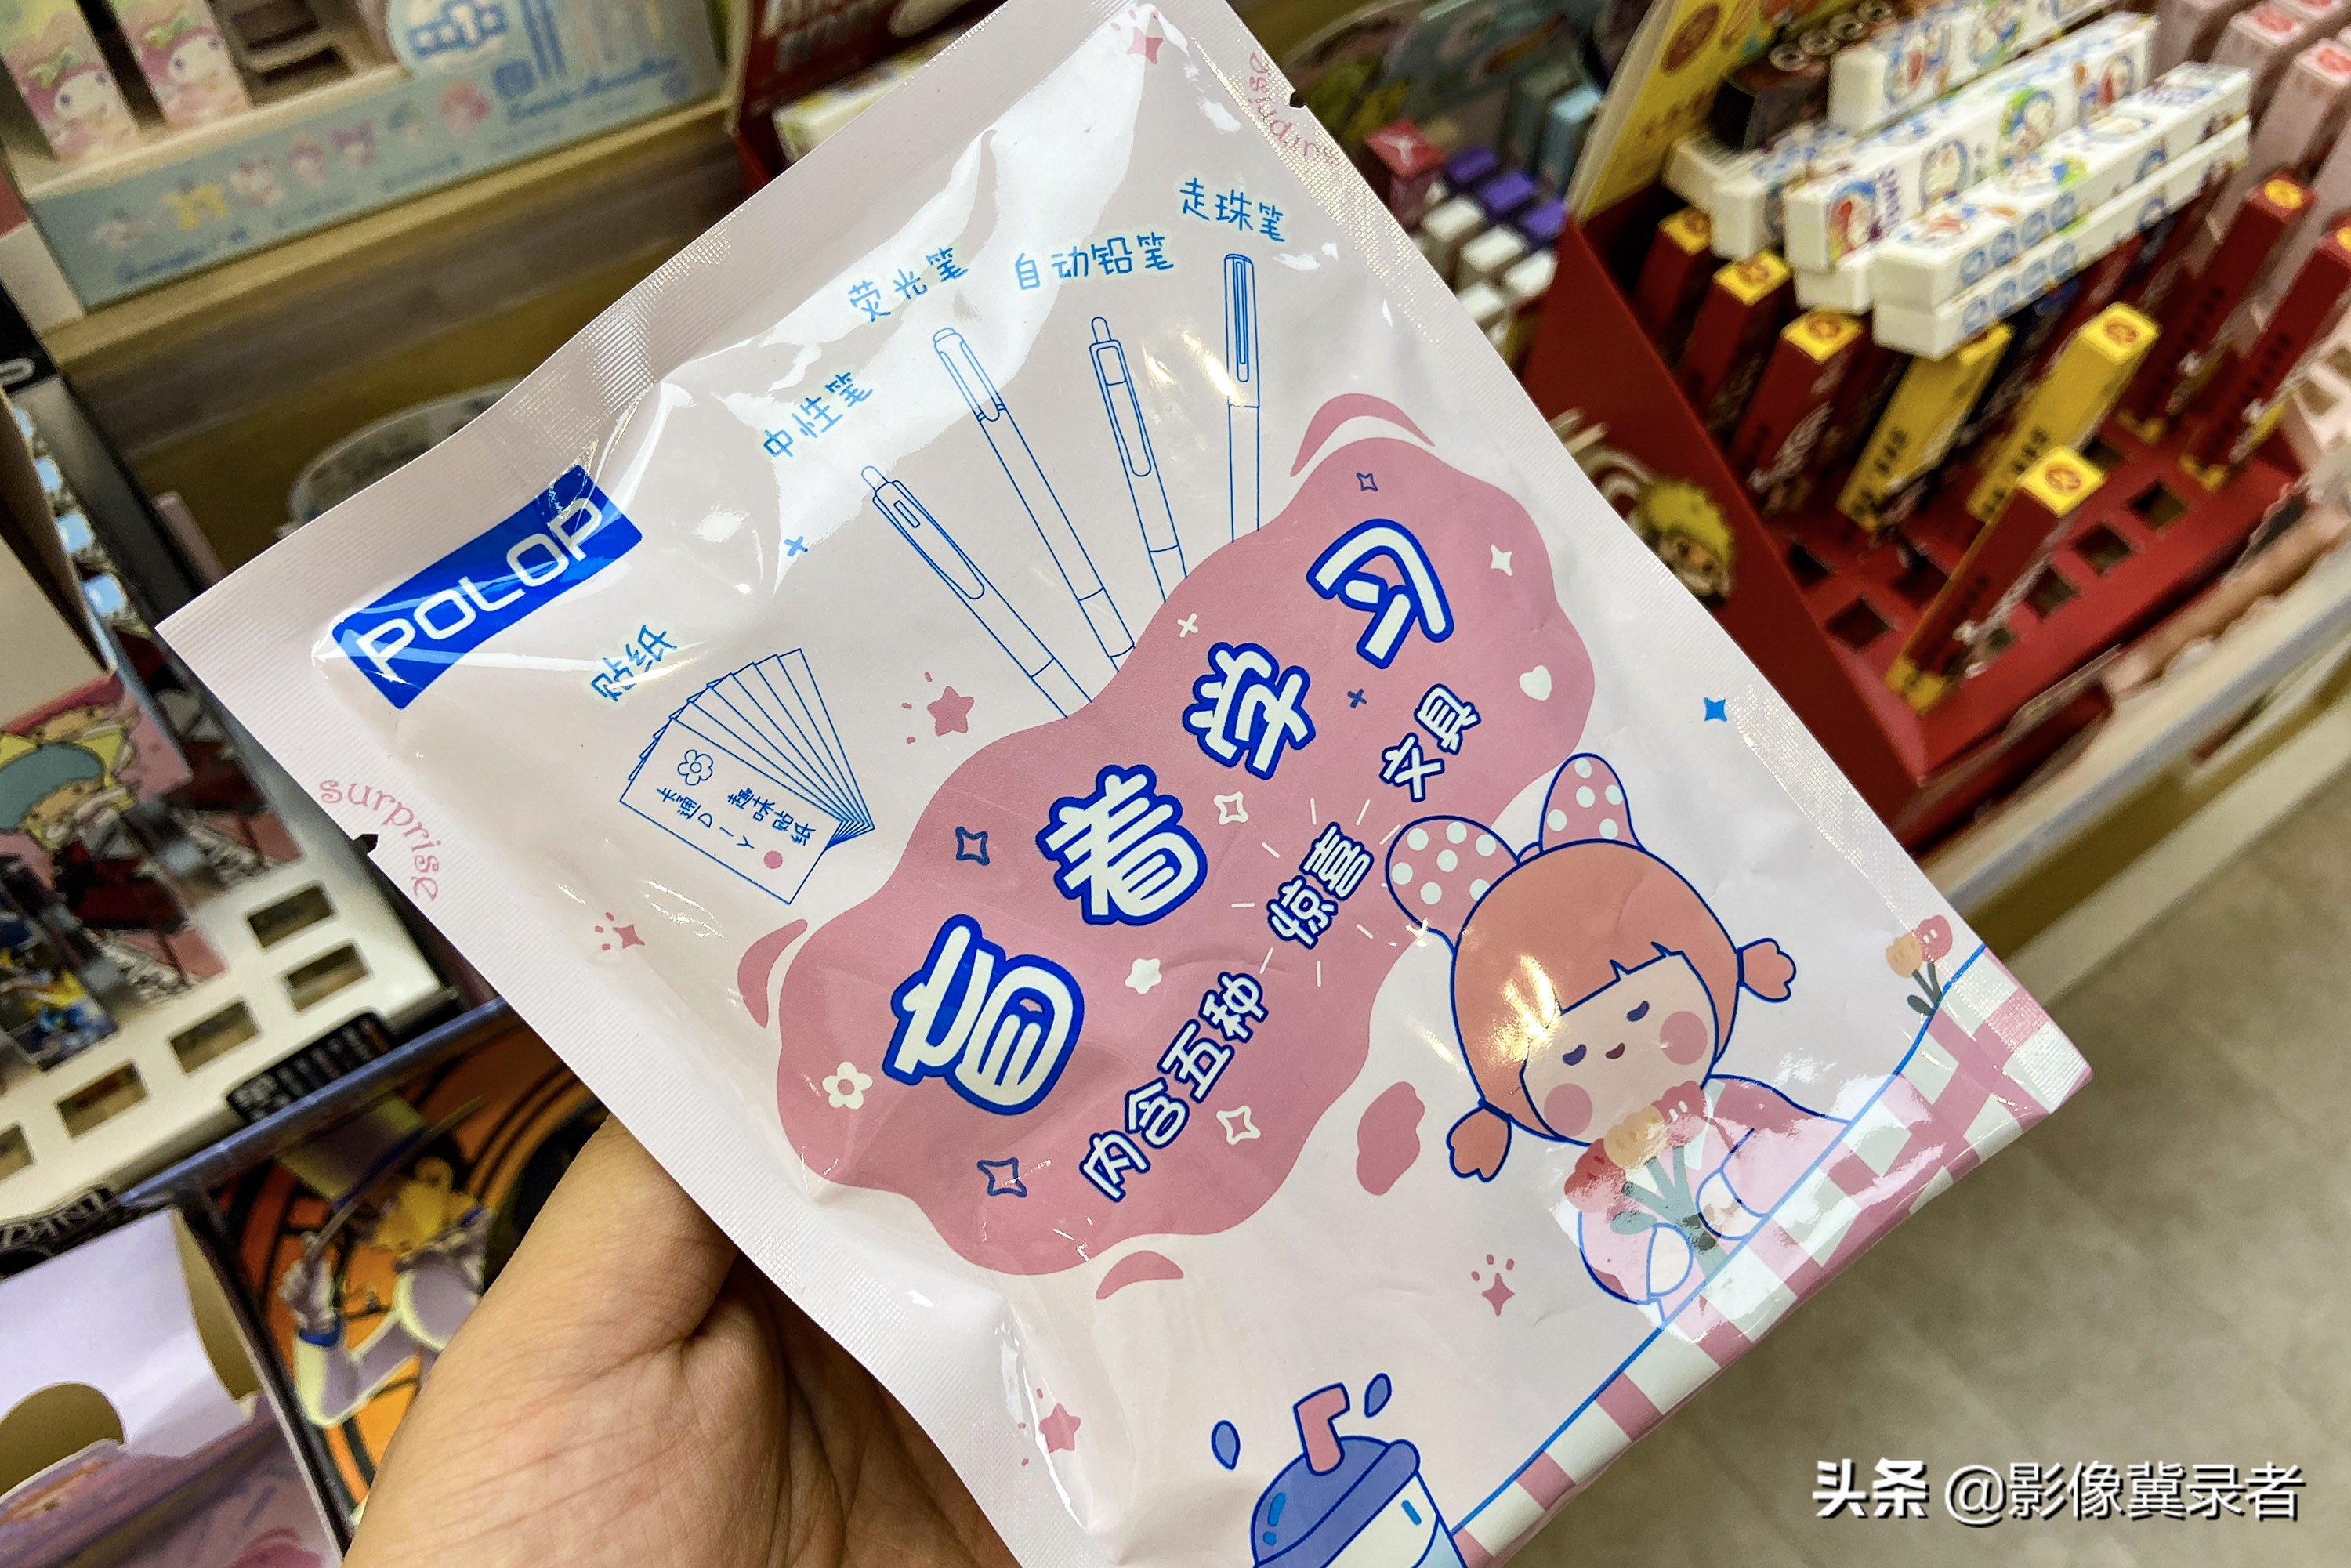 surprise
走珠笔
自动铅笔
荧光笔
中性笔
POLOP
贴纸
卡通DIY
趣味贴纸
surprise
盲着学习
内含五种 惊喜 文具
头条 @影像冀录者